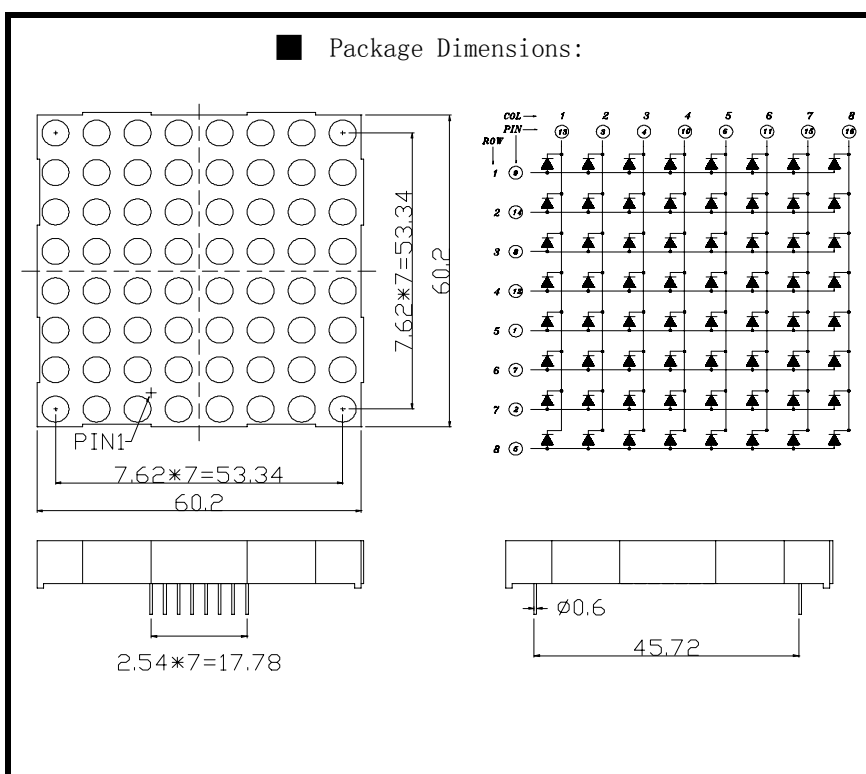 ■ Package Dimensions:
COL 1 2 3 4 5 6 7 8
PIN 13 3 4 10 6 11 15 16
ROW
1 9
2 14
3 8
4 12
5 1
6 7
7 2
8 5
7.62*7=53.34
60.2
PIN1
7.62*7=53.34
60.2
2.54*7=17.78
Ø0.6
45.72